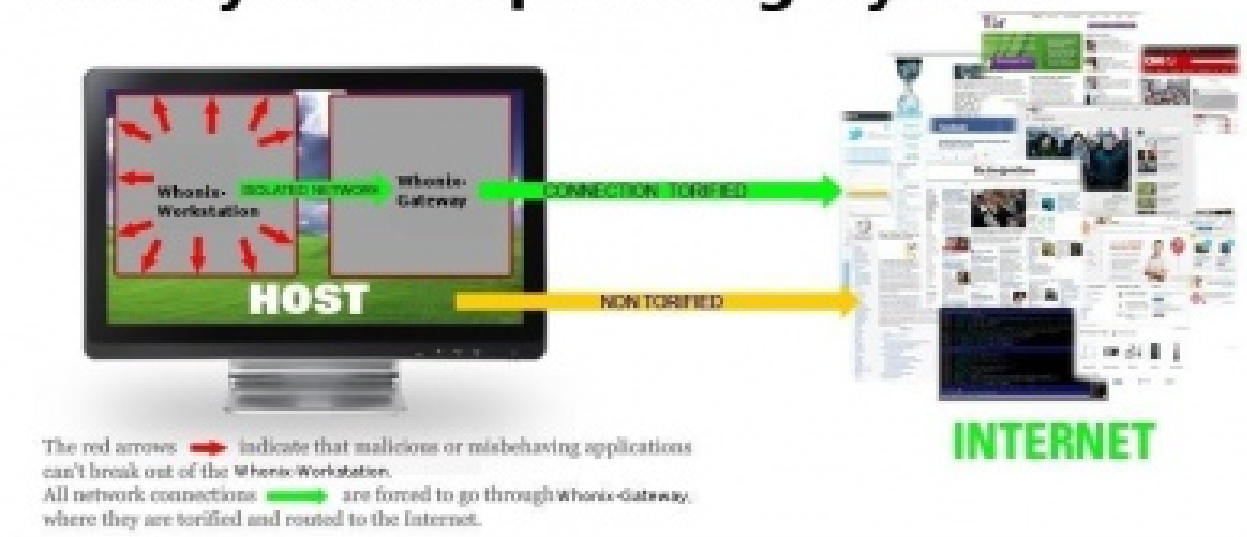 Whonix-
Workstation
ISOLATED NETWORK
Whonix-
Gateway
CONNECTION TORIFIED
HOST
NON TORIFIED
INTERNET
The red arrows indicate that malicious or misbehaving applications
can't break out of the Whonix-Workstation.
All network connections are forced to go through Whonix-Gateway,
where they are torified and routed to the Internet.